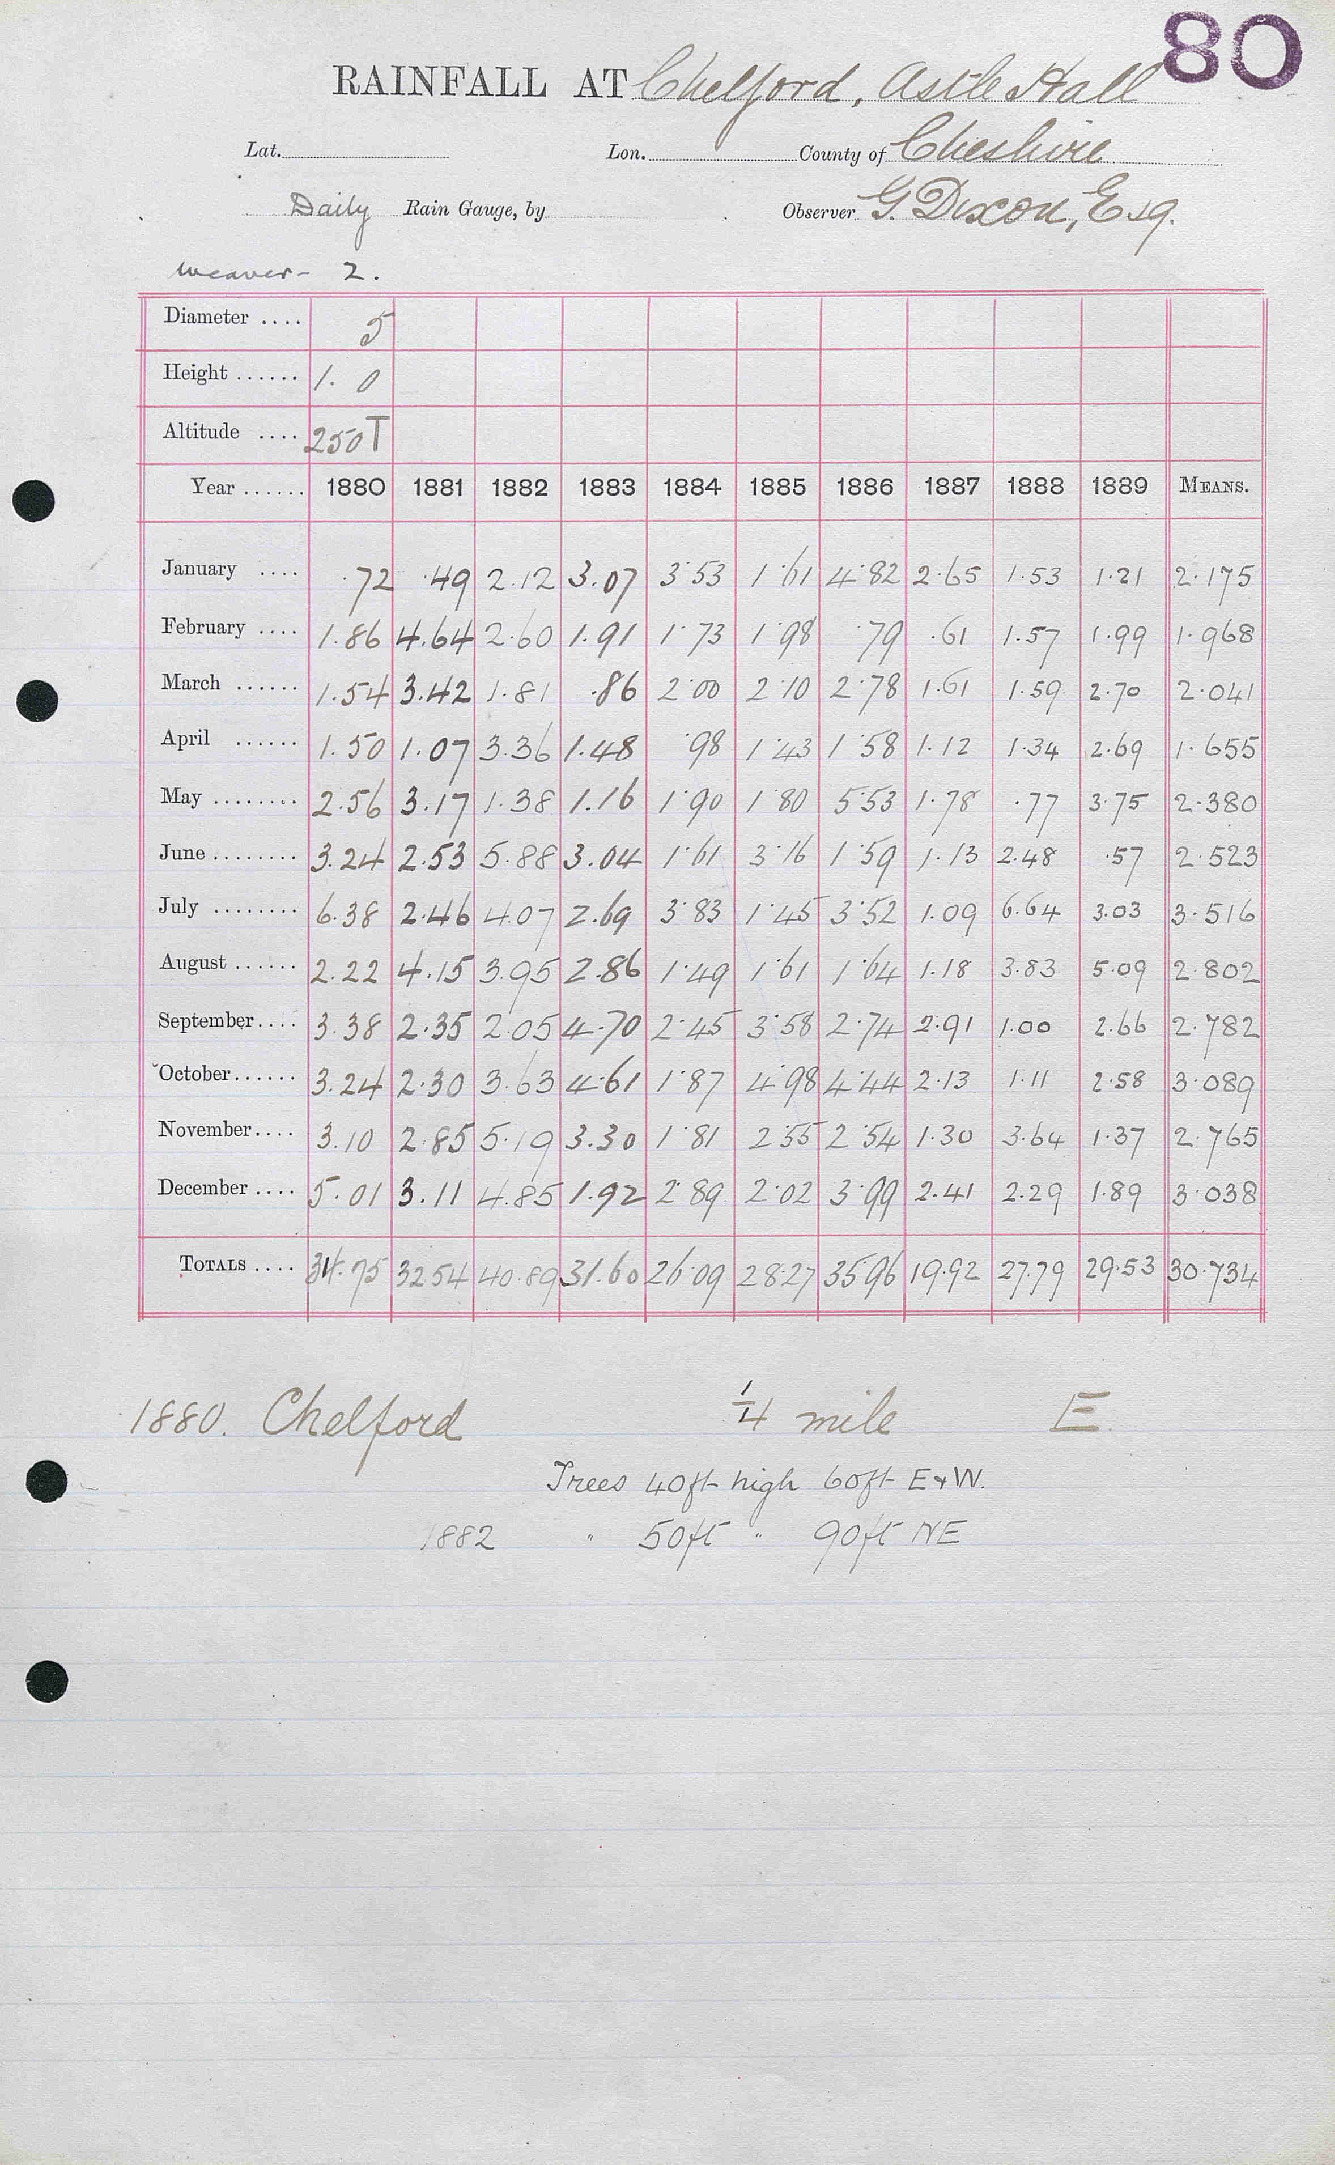 80
RAINFALL AT Chelford, Astle Hall
Lat. Lon. County of Cheshire
Daily Rain Gauge, by Observer G. Dixon, Esq.
Weaver - 2.
Diameter .... 5
Height ...... 1. 0
Altitude .... 250T
Year ...... 1880 1881 1882 1883 1884 1885 1886 1887 1888 1889 MEANS.
January .... .72 .49 2.12 3.07 3.53 1.61 4.82 2.65 1.53 1.21 2.175
February .... 1.86 4.64 2.60 1.91 1.73 1.98 .79 .61 1.57 1.99 1.968
March ...... 1.54 3.42 1.81 .86 2.00 2.10 2.78 1.61 1.59 2.70 2.041
April ...... 1.50 1.07 3.36 1.48 .98 1.43 1.58 1.12 1.34 2.69 1.655
May ........ 2.56 3.17 1.38 1.16 1.90 1.80 5.53 1.78 .77 3.75 2.380
June ........ 3.24 2.53 5.88 3.04 1.61 3.16 1.59 1.13 2.48 .57 2.523
July ........ 6.38 2.46 4.07 2.69 3.83 1.45 3.52 1.09 6.64 3.03 3.516
August ...... 2.22 4.15 3.95 2.86 1.49 1.61 1.64 1.18 3.83 5.09 2.802
September.... 3.38 2.35 2.05 4.70 2.45 3.58 2.74 2.91 1.00 2.66 2.782
October...... 3.24 2.30 3.63 4.61 1.87 4.98 4.44 2.13 1.11 2.58 3.089
November.... 3.10 2.85 5.19 3.30 1.81 2.55 2.54 1.30 3.64 1.37 2.765
December .... 5.01 3.11 4.85 1.92 2.89 2.02 3.99 2.41 2.29 1.89 3.038
TOTALS .... 34.75 32.54 40.89 31.60 26.09 28.27 35.96 19.92 27.79 29.53 30.734
1880. Chelford 1/4 mile E.
Trees 40ft high 60ft E & W.
1882 " 50ft " 90ft NE